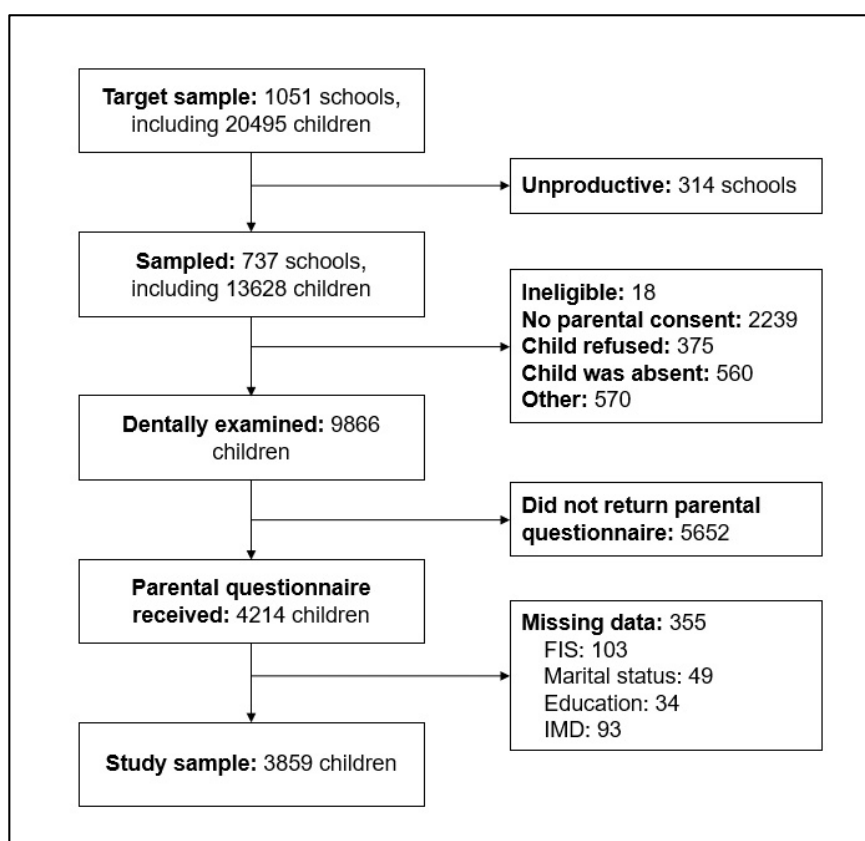 Target sample: 1051 schools,
including 20495 children
Unproductive: 314 schools
Sampled: 737 schools,
including 13628 children
Ineligible: 18
No parental consent: 2239
Child refused: 375
Child was absent: 560
Other: 570
Dentally examined: 9866
children
Did not return parental
questionnaire: 5652
Parental questionnaire
received: 4214 children
Missing data: 355
FIS: 103
Marital status: 49
Education: 34
IMD: 93
Study sample: 3859 children